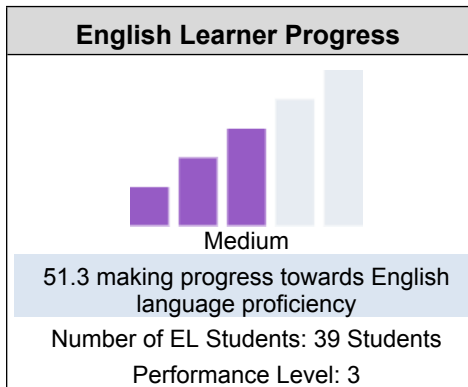 English Learner Progress
Medium
51.3 making progress towards English
language proficiency
Number of EL Students: 39 Students
Performance Level: 3